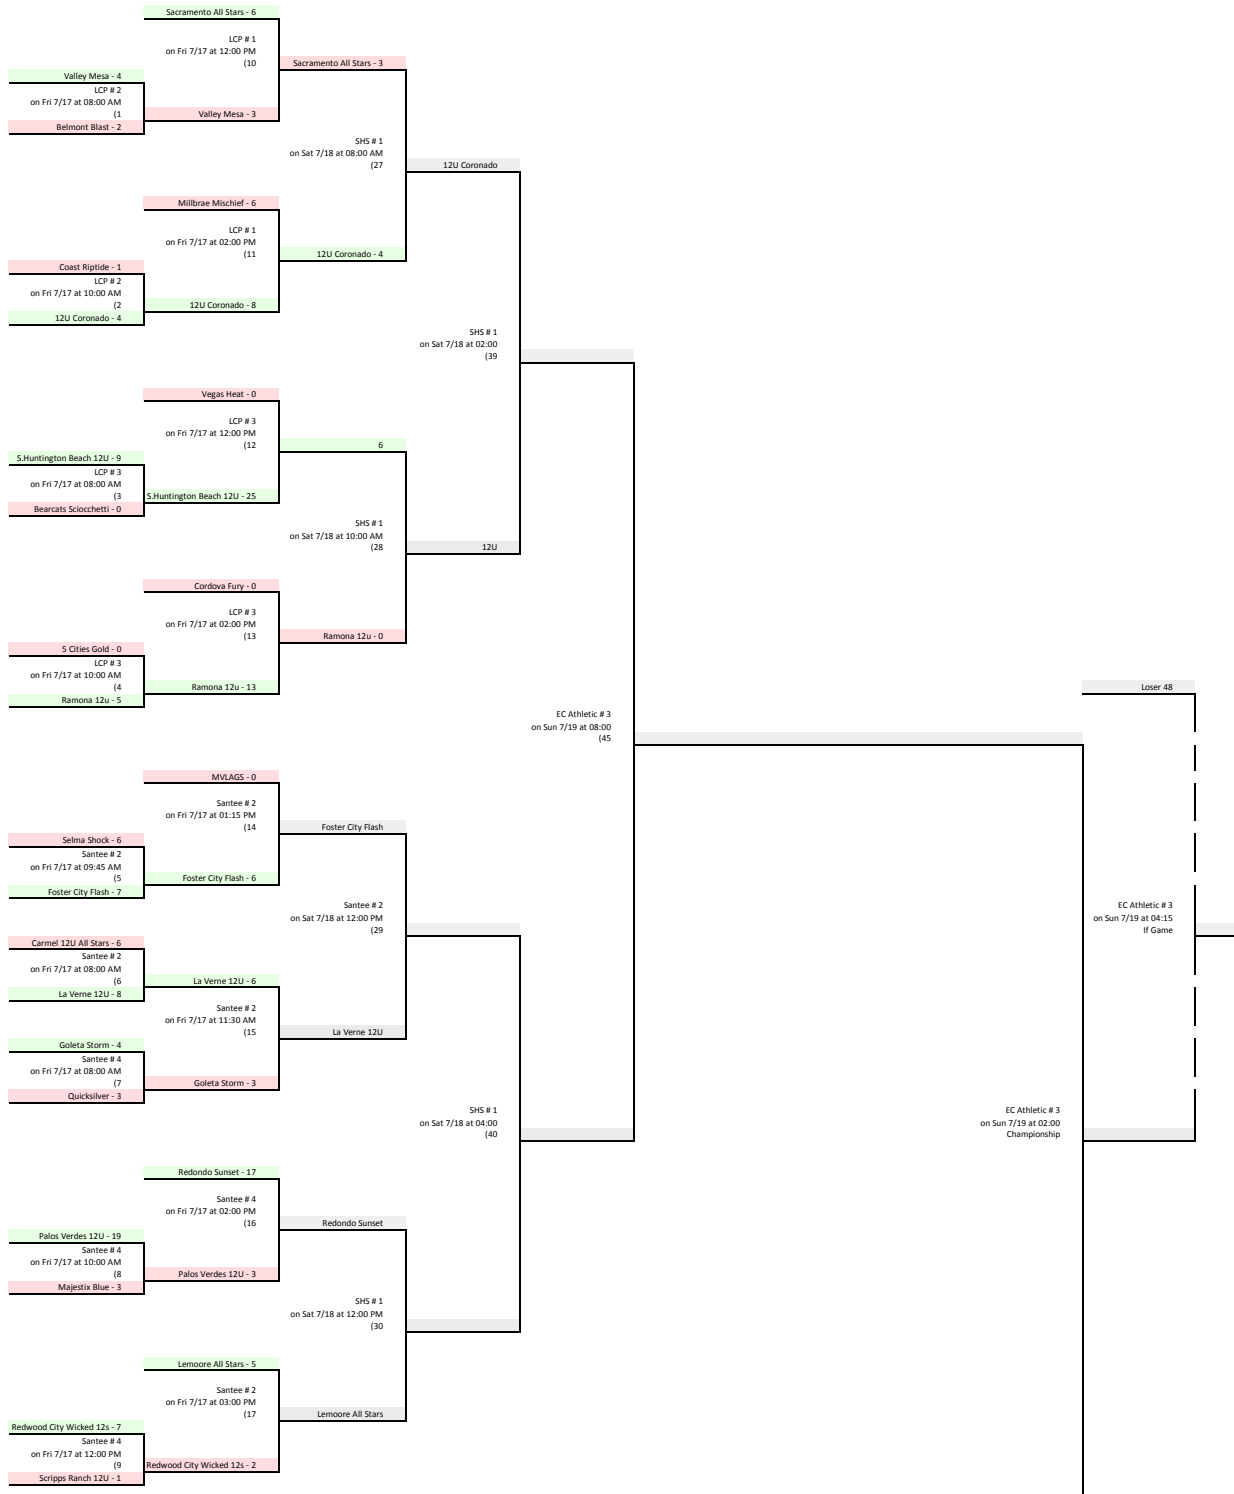 Sacramento All Stars - 6
LCP # 1
on Fri 7/17 at 12:00 PM
(10
Sacramento All Stars - 3
Valley Mesa - 4
LCP # 2
on Fri 7/17 at 08:00 AM
(1
Valley Mesa - 3
Belmont Blast - 2
SHS # 1
on Sat 7/18 at 08:00 AM
(27
12U Coronado
Millbrae Mischief - 6
LCP # 1
on Fri 7/17 at 02:00 PM
(11
12U Coronado - 4
Coast Riptide - 1
LCP # 2
on Fri 7/17 at 10:00 AM
(2
12U Coronado - 8
12U Coronado - 4
SHS # 1
on Sat 7/18 at 02:00
(39
Vegas Heat - 0
LCP # 3
on Fri 7/17 at 12:00 PM
(12
6
S.Huntington Beach 12U - 9
LCP # 3
on Fri 7/17 at 08:00 AM
(3
S.Huntington Beach 12U - 25
Bearcats Sciocchetti - 0
SHS # 1
on Sat 7/18 at 10:00 AM
(28
12U
Cordova Fury - 0
LCP # 3
on Fri 7/17 at 02:00 PM
(13
Ramona 12u - 0
5 Cities Gold - 0
LCP # 3
on Fri 7/17 at 10:00 AM
(4
Ramona 12u - 13
Ramona 12u - 5
Loser 48
EC Athletic # 3
on Sun 7/19 at 08:00
(45
MVLAGS - 0
Santee # 2
on Fri 7/17 at 01:15 PM
(14
Foster City Flash
Selma Shock - 6
Santee # 2
on Fri 7/17 at 09:45 AM
(5
Foster City Flash - 6
Foster City Flash - 7
Santee # 2
on Sat 7/18 at 12:00 PM
(29
EC Athletic # 3
on Sun 7/19 at 04:15
If Game
Carmel 12U All Stars - 6
Santee # 2
on Fri 7/17 at 08:00 AM
(6
La Verne 12U - 6
La Verne 12U - 8
Santee # 2
on Fri 7/17 at 11:30 AM
(15
La Verne 12U
Goleta Storm - 4
Santee # 4
on Fri 7/17 at 08:00 AM
(7
Goleta Storm - 3
Quicksilver - 3
SHS # 1
on Sat 7/18 at 04:00
(40
EC Athletic # 3
on Sun 7/19 at 02:00
Championship
Redondo Sunset - 17
Santee # 4
on Fri 7/17 at 02:00 PM
(16
Redondo Sunset
Palos Verdes 12U - 19
Santee # 4
on Fri 7/17 at 10:00 AM
(8
Palos Verdes 12U - 3
Majestix Blue - 3
SHS # 1
on Sat 7/18 at 12:00 PM
(30
Lemoore All Stars - 5
Santee # 2
on Fri 7/17 at 03:00 PM
(17
Lemoore All Stars
Redwood City Wicked 12s - 7
Santee # 4
on Fri 7/17 at 12:00 PM
(9
Redwood City Wicked 12s - 2
Scripps Ranch 12U - 1